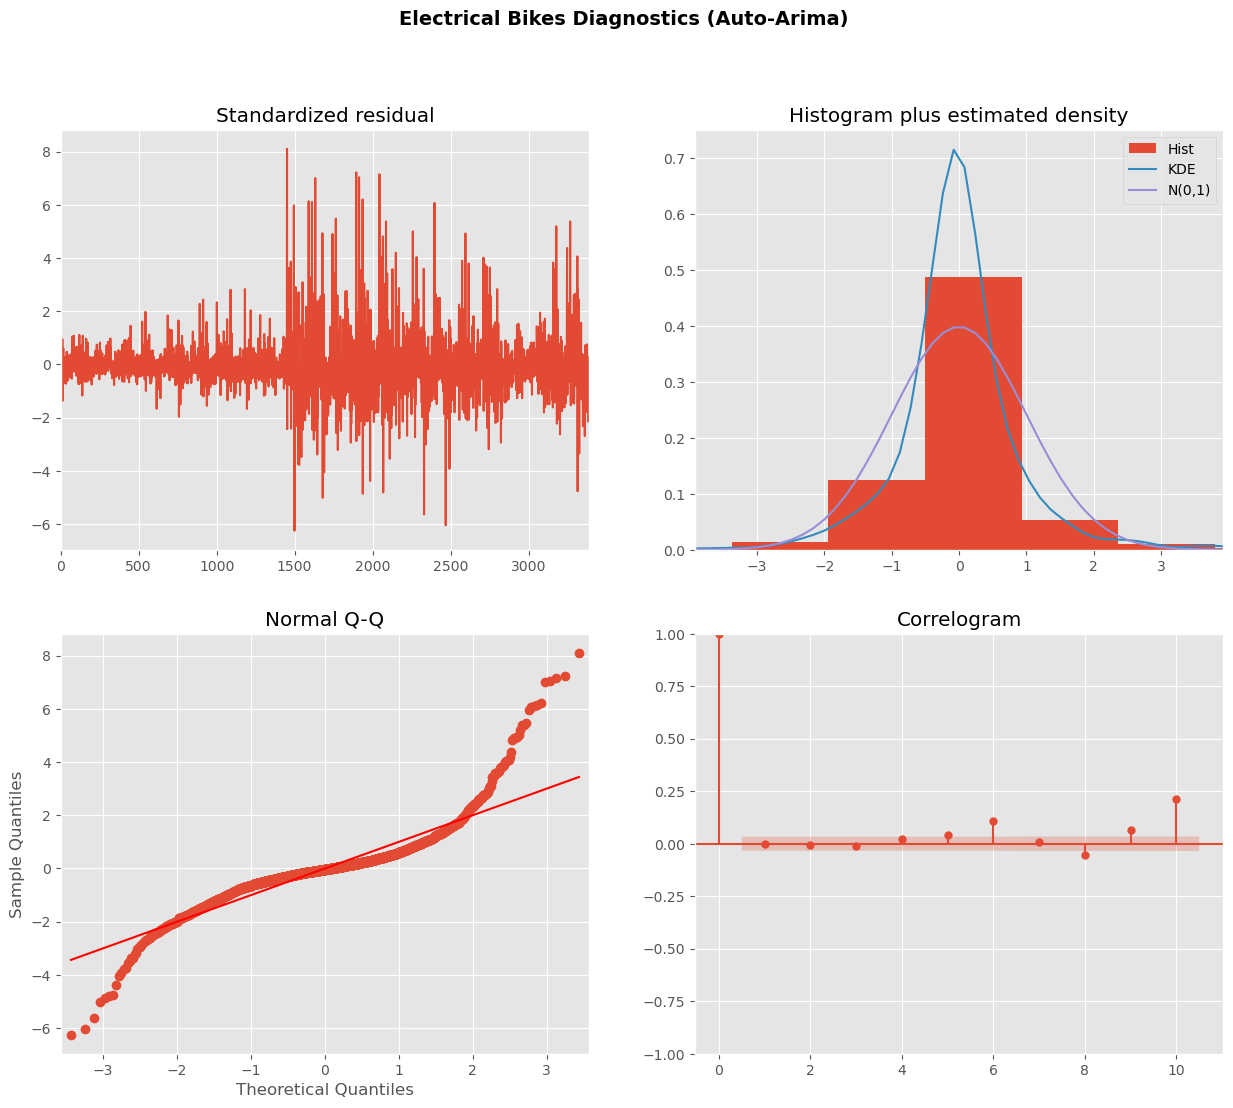 Electrical Bikes Diagnostics (Auto-Arima)
Standardized residual
8
6
4
2
0
−2
−4
−6
0 500 1000 1500 2000 2500 3000
Histogram plus estimated density
Hist
KDE
N(0,1)
0.7
0.6
0.5
0.4
0.3
0.2
0.1
0.0
−3 −2 −1 0 1 2 3
Normal Q-Q
Sample Quantiles
8
6
4
2
0
−2
−4
−6
−3 −2 −1 0 1 2 3
Theoretical Quantiles
Correlogram
1.00
0.75
0.50
0.25
0.00
−0.25
−0.50
−0.75
−1.00
0 2 4 6 8 10